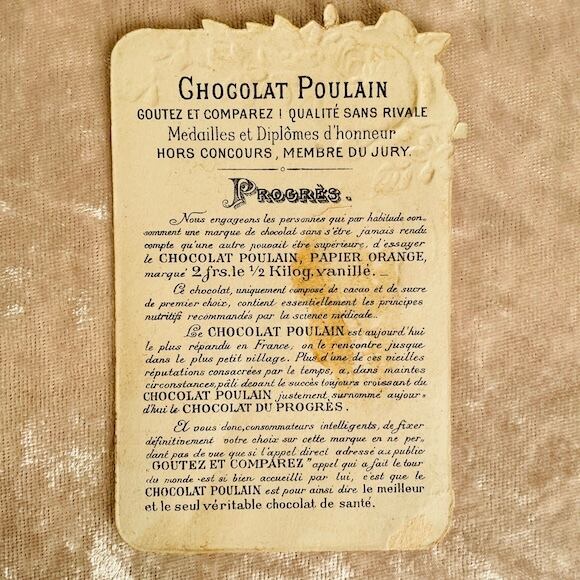 CHOCOLAT POULAIN
GOUTEZ ET COMPAREZ ! QUALITÉ SANS RIVALE
Medailles et Diplômes d'honneur
HORS CONCOURS, MEMBRE DU JURY.
PROGRÈS.
Nous engageons les personnes qui par habitude con-
somment une marque de chocolat sans s'être jamais rendu
compte qu'une autre pouvait être supérieure, d'essayer
le CHOCOLAT POULAIN, PAPIER ORANGE,
marqué 2 frs. le 1/2 Kilog. vanillé. _
Ce chocolat, uniquement composé de cacao et de sucre
de premier choix, contient essentiellement les principes
nutritifs recommandés par la science médicale._
Le CHOCOLAT POULAIN est aujourd'hui
le plus répandu en France, on le rencontre jusque
dans le plus petit village. Plus d'une de ces vieilles
réputations consacrées par le temps, a, dans maintes
circonstances, pâli devant le succès toujours croissant du
CHOCOLAT POULAIN justement surnommé aujour-
d'hui le CHOCOLAT DU PROGRÈS.
Et vous donc, consommateurs intelligents, de fixer
définitivement votre choix sur cette marque en ne per-
dant pas de vue que si l'appel direct adressé au public
"GOUTEZ ET COMPAREZ" appel qui a fait le tour
du monde est si bien accueilli par lui, c'est que le
CHOCOLAT POULAIN est pour ainsi dire le meilleur
et le seul véritable chocolat de santé.